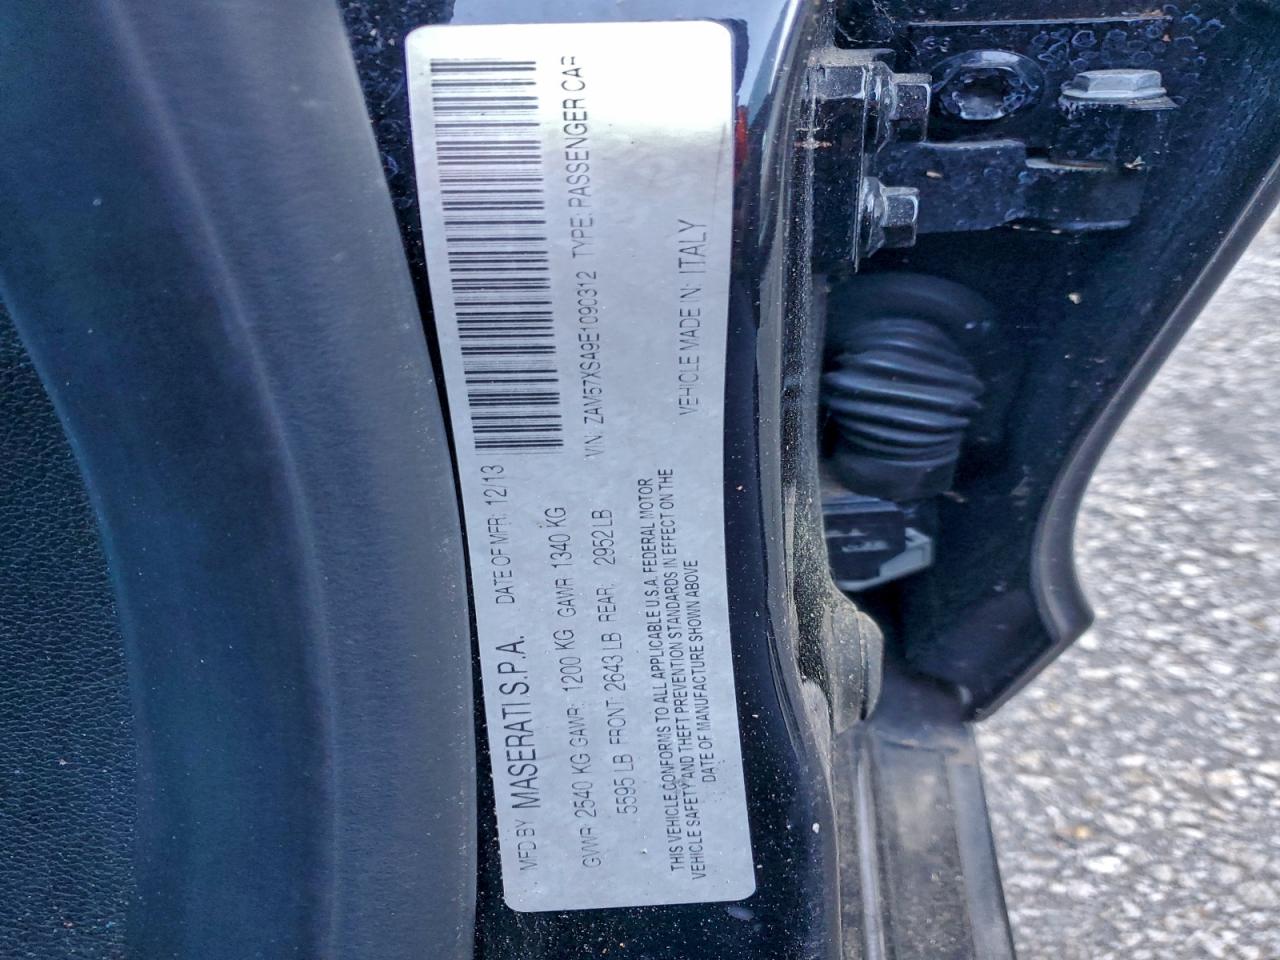 MFD BY MASERATI S.P.A. DATE OF MFR: 12/13
GVWR: 2540 KG GAWR: 1200 KG GAWR 1340 KG
5595 LB FRONT: 2643 LB REAR: 2952 LB
VIN: ZAM57XSA9E1090312 TYPE: PASSENGER CAR
THIS VEHICLE CONFORMS TO ALL APPLICABLE U.S.A. FEDERAL MOTOR
VEHICLE SAFETY AND THEFT PREVENTION STANDARDS IN EFFECT ON THE
DATE OF MANUFACTURE SHOWN ABOVE
VEHICLE MADE IN: ITALY